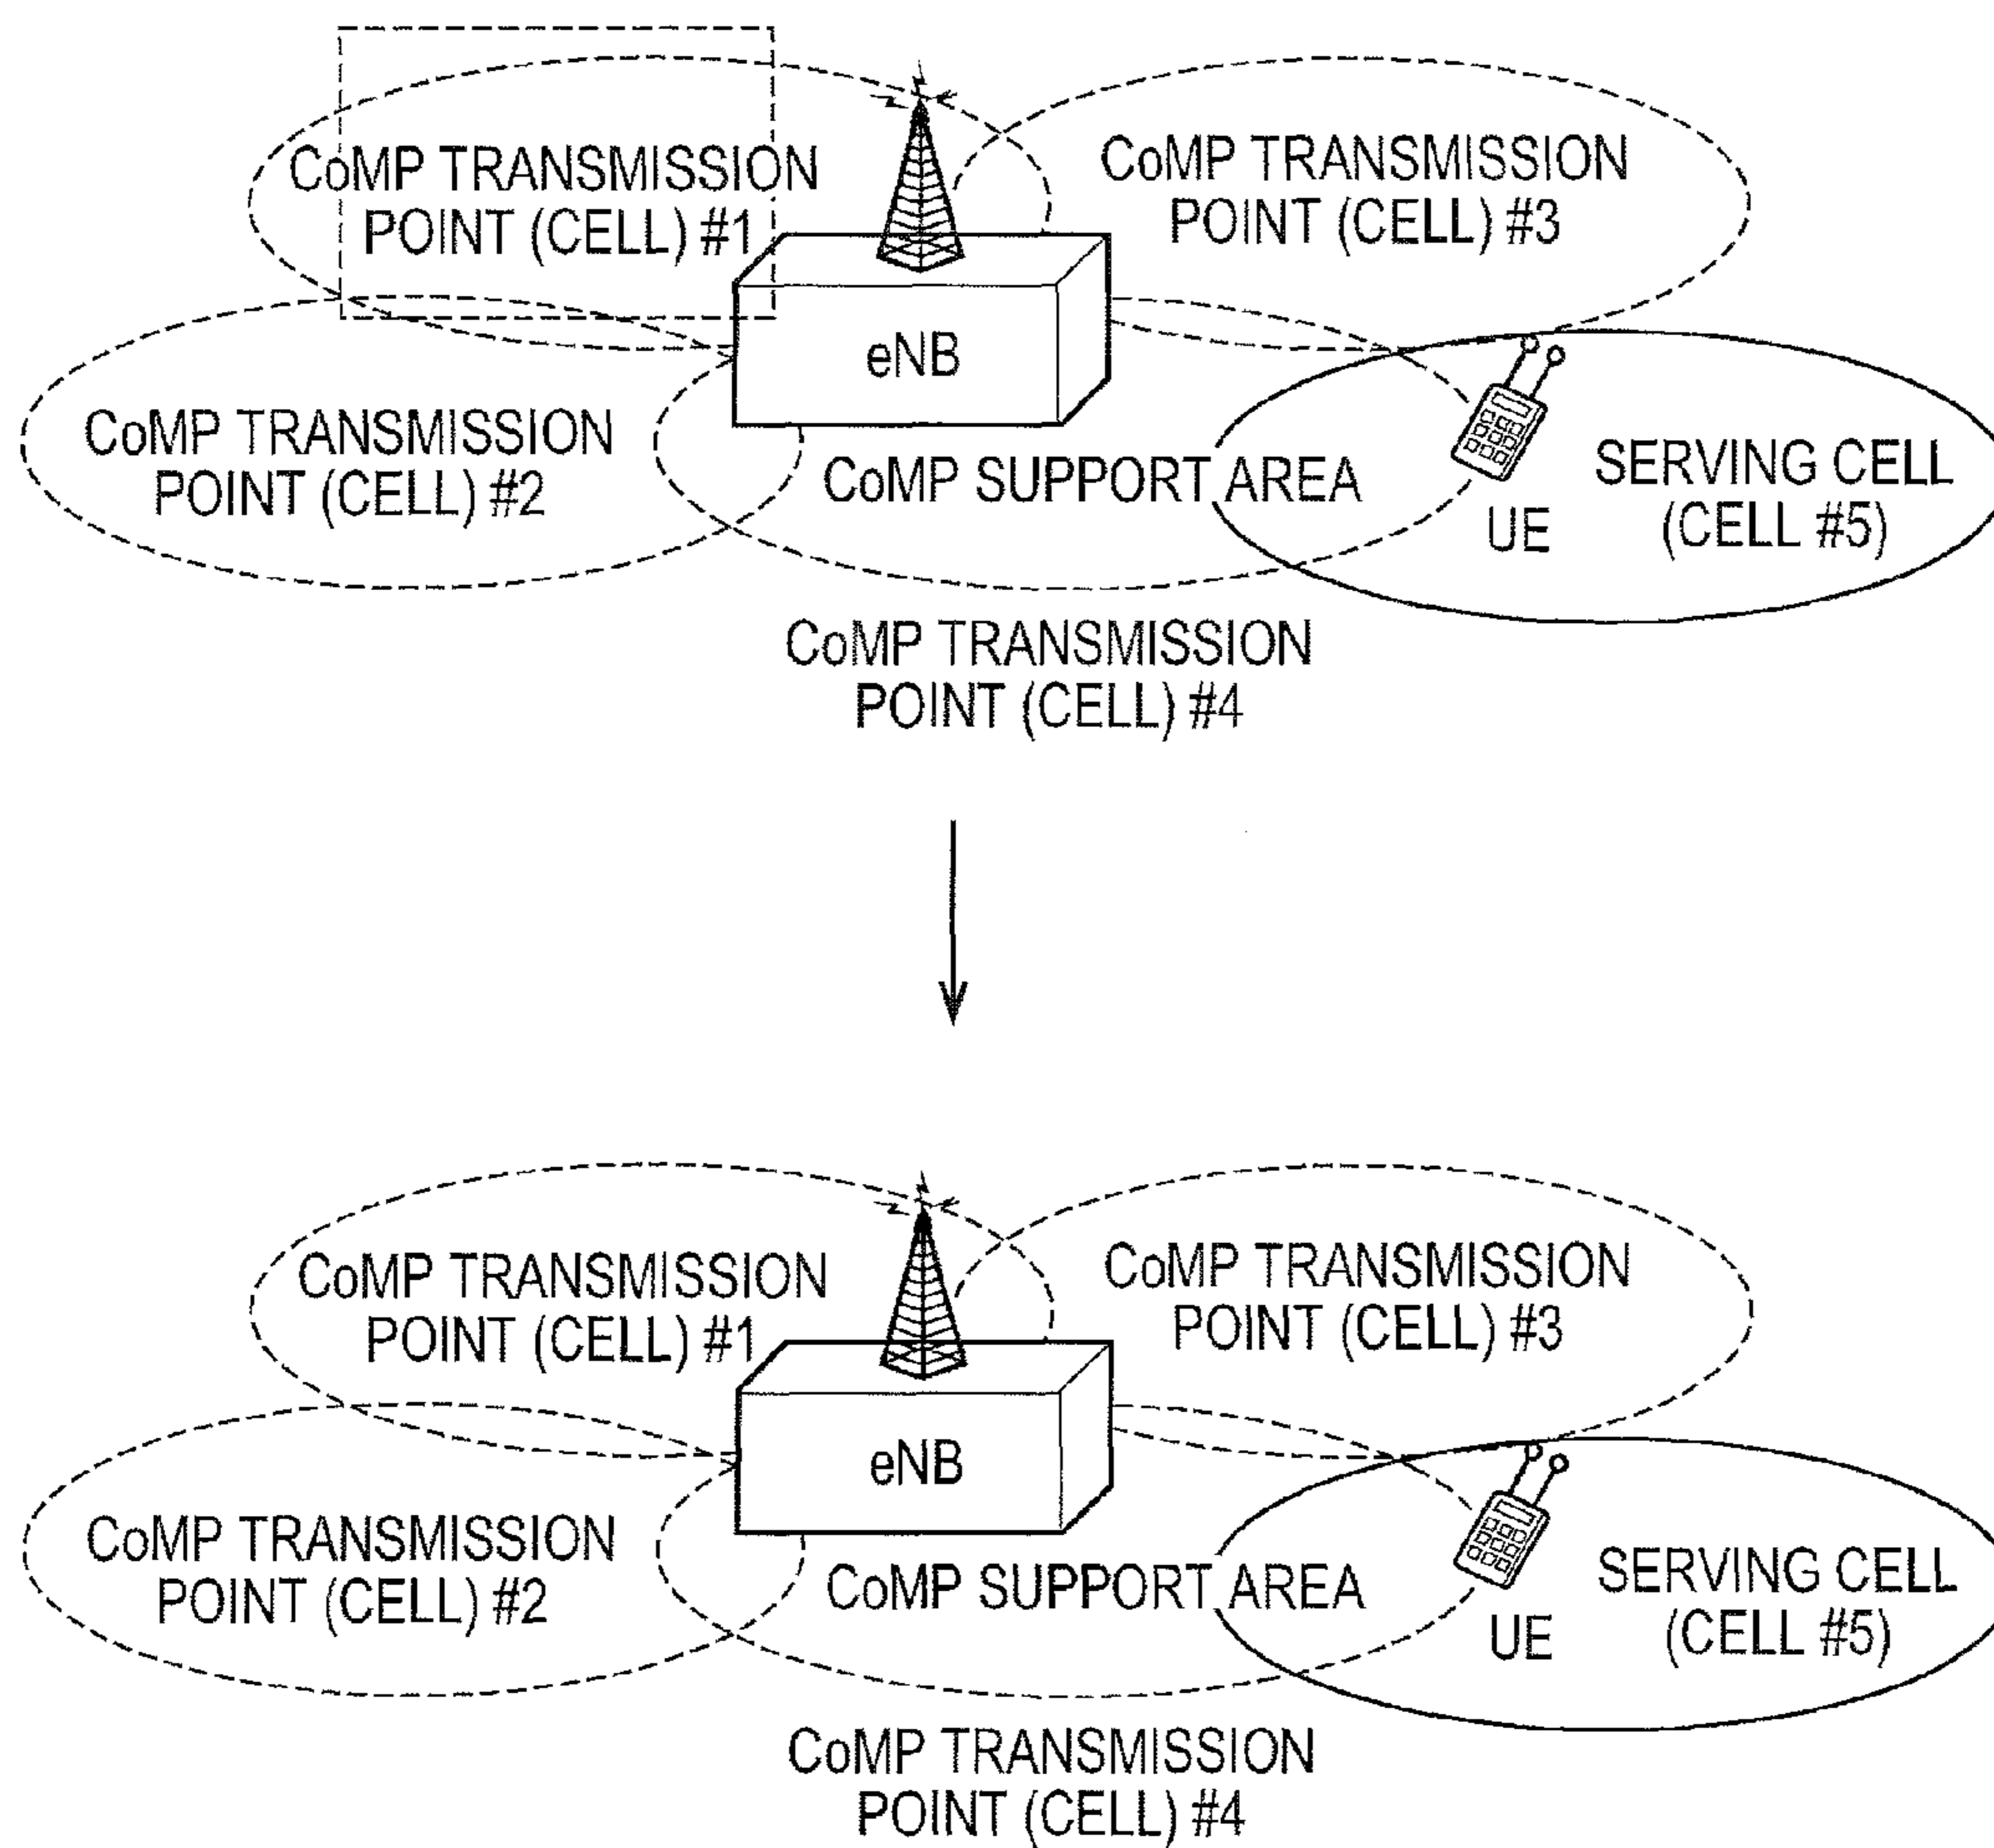 CoMP TRANSMISSION
POINT (CELL) #1
CoMP TRANSMISSION
POINT (CELL) #3
eNB
CoMP TRANSMISSION
POINT (CELL) #2
CoMP SUPPORT AREA
UE
SERVING CELL
(CELL #5)
CoMP TRANSMISSION
POINT (CELL) #4
CoMP TRANSMISSION
POINT (CELL) #1
CoMP TRANSMISSION
POINT (CELL) #3
eNB
CoMP TRANSMISSION
POINT (CELL) #2
CoMP SUPPORT AREA
UE
SERVING CELL
(CELL #5)
CoMP TRANSMISSION
POINT (CELL) #4